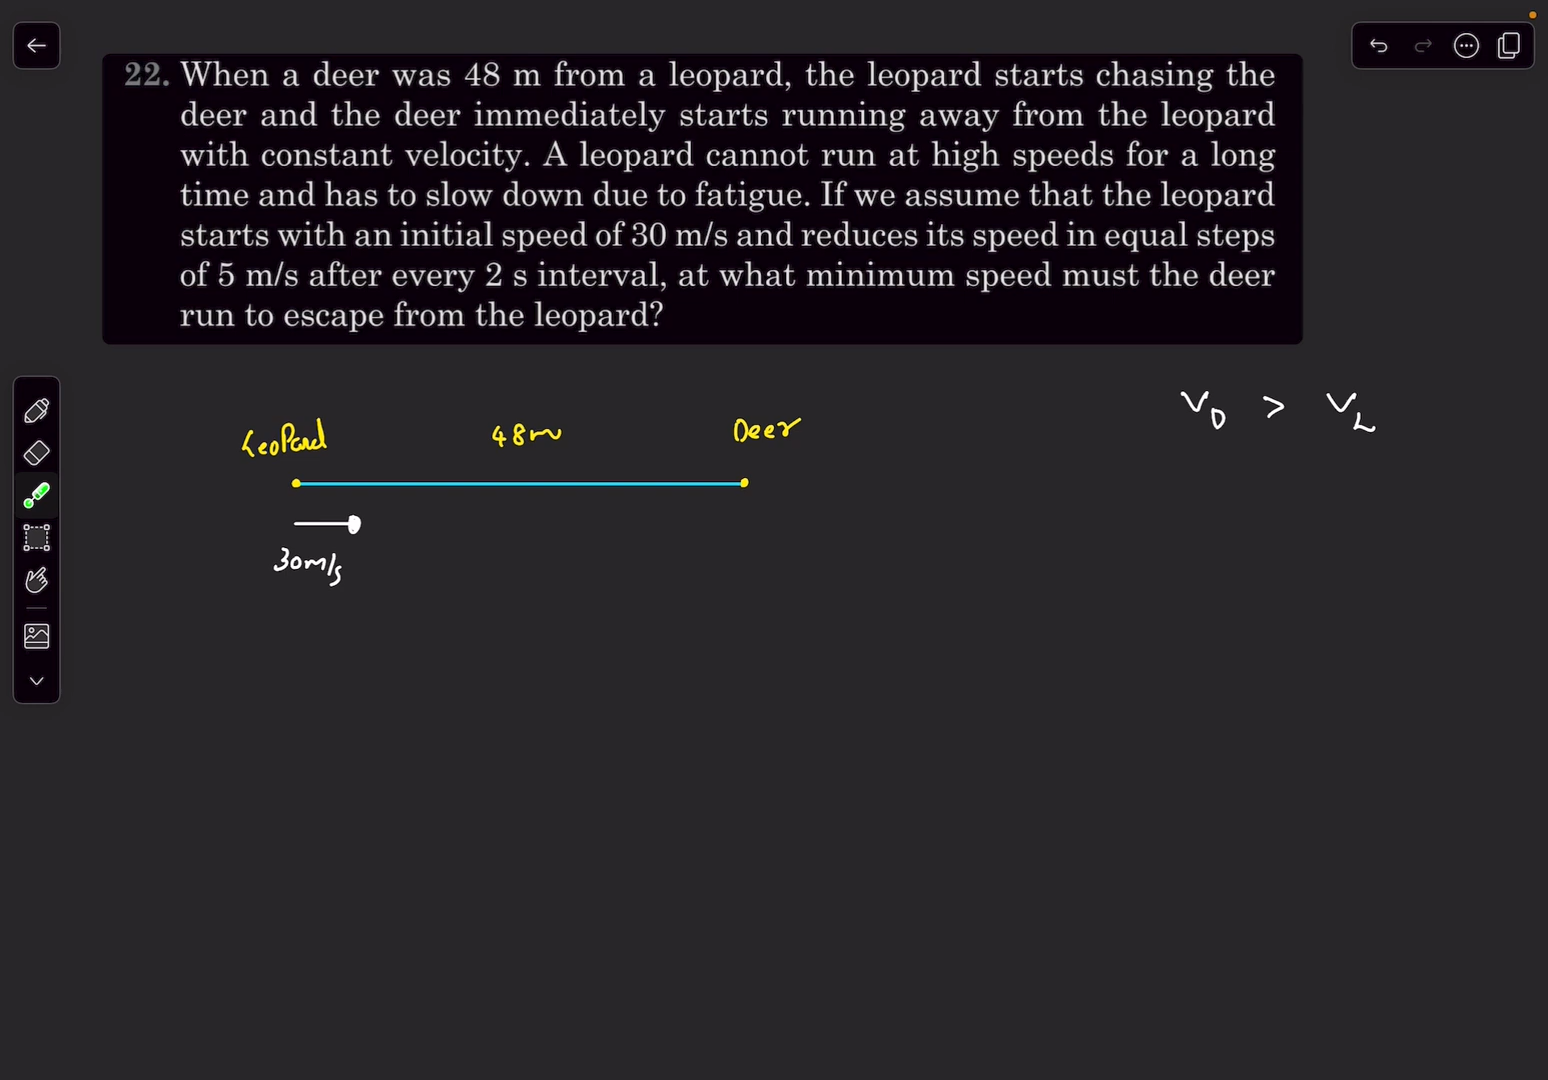 22. When a deer was 48 m from a leopard, the leopard starts chasing the
deer and the deer immediately starts running away from the leopard
with constant velocity. A leopard cannot run at high speeds for a long
time and has to slow down due to fatigue. If we assume that the leopard
starts with an initial speed of 30 m/s and reduces its speed in equal steps
of 5 m/s after every 2 s interval, at what minimum speed must the deer
run to escape from the leopard?
V_D > V_L
Leopard 48m Deer
30m/s